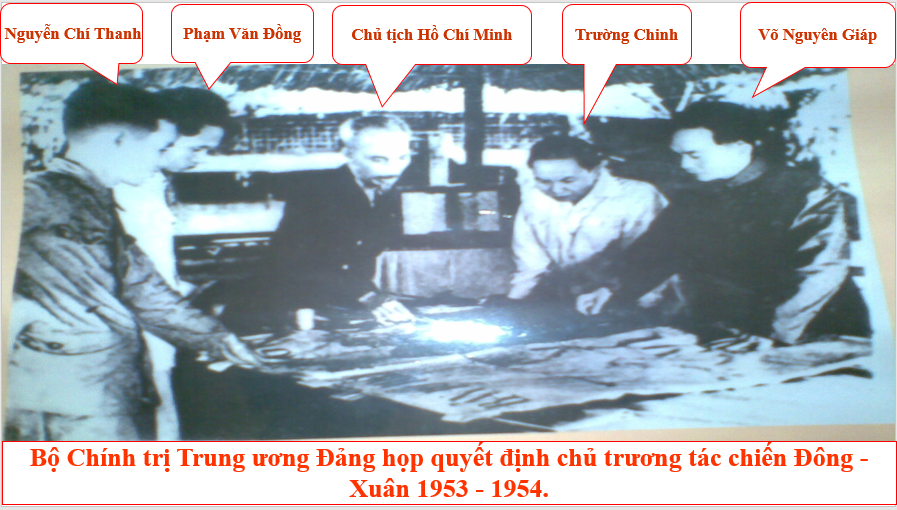 Nguyễn Chí Thanh
Phạm Văn Đồng
Chủ tịch Hồ Chí Minh
Trường Chinh
Võ Nguyên Giáp
Bộ Chính trị Trung ương Đảng họp quyết định chủ trương tác chiến Đông -
Xuân 1953 - 1954.